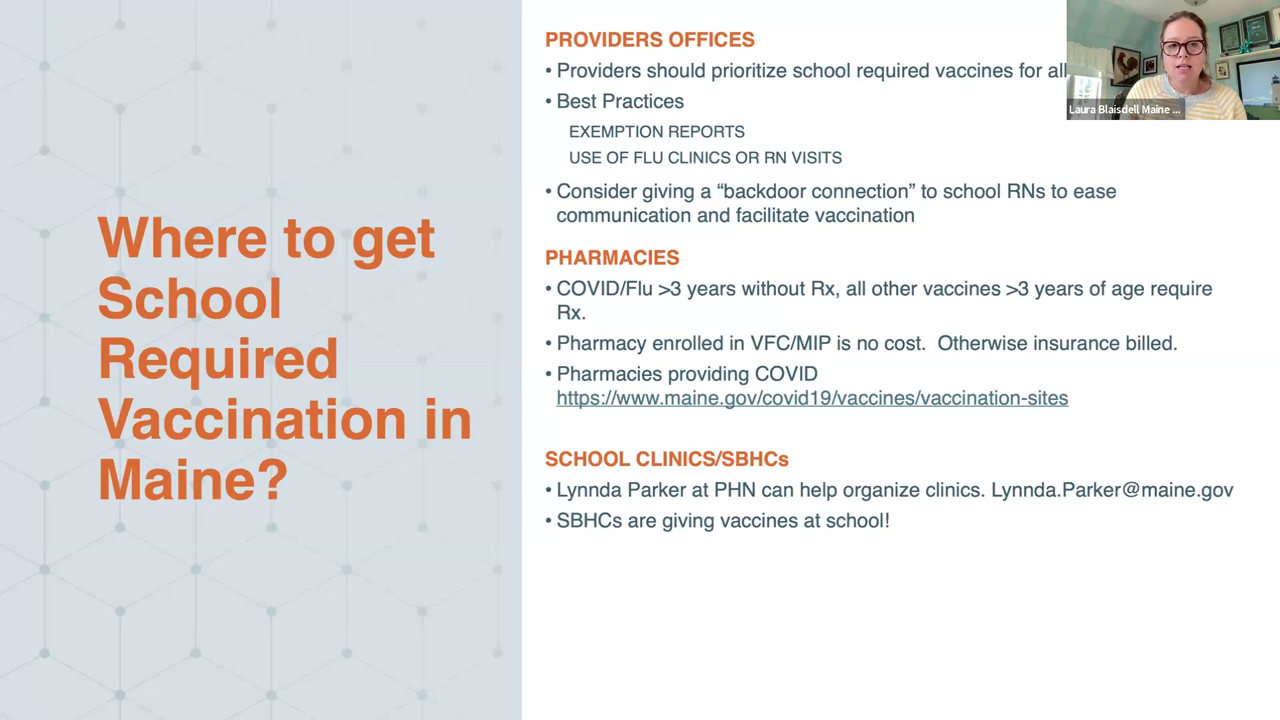 Where to get
School
Required
Vaccination in
Maine?
PROVIDERS OFFICES
• Providers should prioritize school required vaccines for all
• Best Practices
EXEMPTION REPORTS
USE OF FLU CLINICS OR RN VISITS
• Consider giving a “backdoor connection” to school RNs to ease
communication and facilitate vaccination
PHARMACIES
• COVID/Flu >3 years without Rx, all other vaccines >3 years of age require
Rx.
• Pharmacy enrolled in VFC/MIP is no cost.  Otherwise insurance billed.
• Pharmacies providing COVID
https://www.maine.gov/covid19/vaccines/vaccination-sites
SCHOOL CLINICS/SBHCs
• Lynnda Parker at PHN can help organize clinics. Lynnda.Parker@maine.gov
• SBHCs are giving vaccines at school!
Laura Blaisdell Maine ...